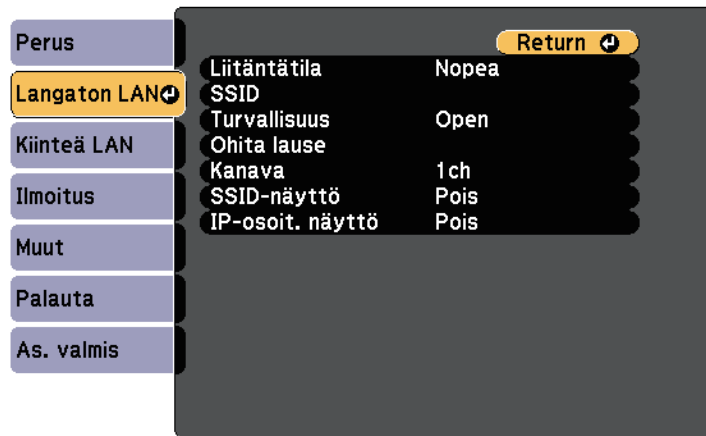 Perus
Langaton LAN
Kiinteä LAN
Ilmoitus
Muut
Palauta
As. valmis
Return
Liitäntätila Nopea
SSID
Turvallisuus Open
Ohita lause
Kanava 1ch
SSID-näyttö Pois
IP-osoit. näyttö Pois